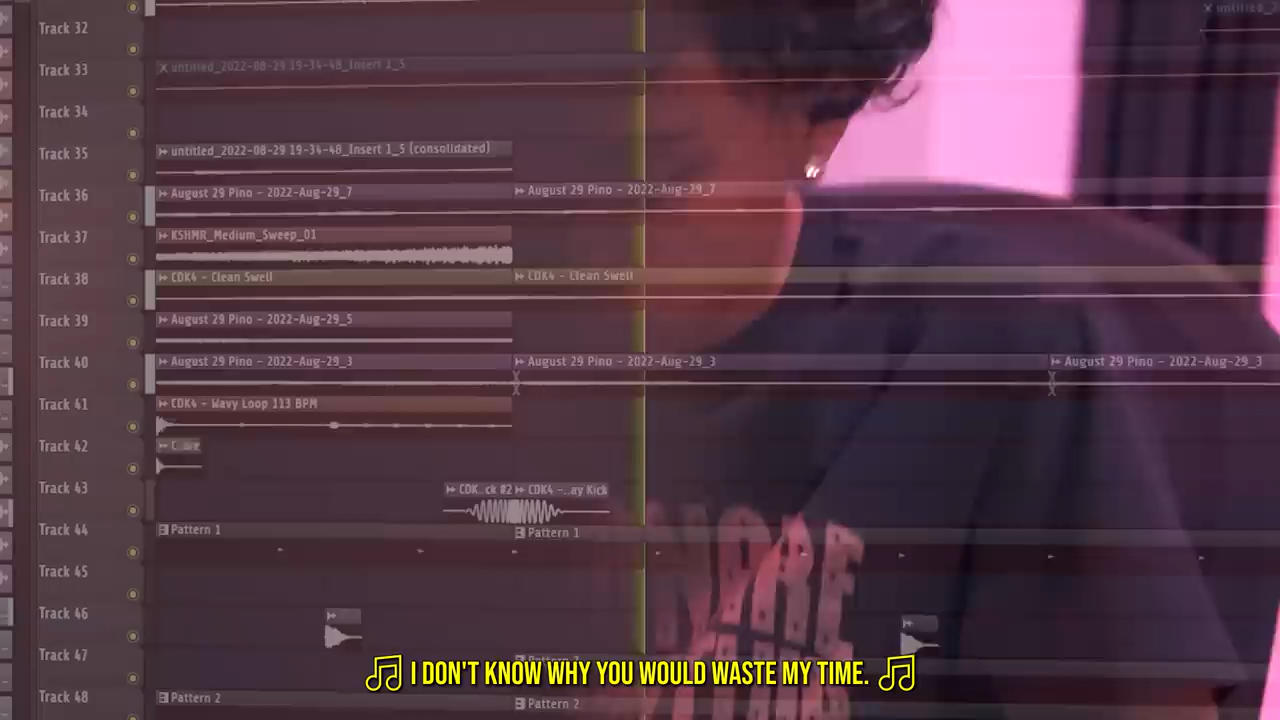 Track 32
untitled_2
Track 33
untitled_2022-08-29 19-34-48_Insert 1_5
Track 34
Track 35
untitled_2022-08-29 19-34-48_Insert 1_5 (consolidated)
Track 36
August 29 Pino - 2022-Aug-29_7
August 29 Pino - 2022-Aug-29_7
Track 37
KSHMR_Medium_Sweep_01
Track 38
CDK4 - Clean Swell
CDK4 - Clean Swell
Track 39
August 29 Pino - 2022-Aug-29_5
Track 40
August 29 Pino - 2022-Aug-29_3
August 29 Pino - 2022-Aug-29_3
August 29 Pino - 2022-Aug-29_3
Track 41
CDK4 - Wavy Loop 113 BPM
Track 42
Track 43
CDK..ck #2
CDK4 -..ay Kick
Track 44
Pattern 1
Pattern 1
Track 45
Track 46
Track 47
I DON'T KNOW WHY YOU WOULD WASTE MY TIME.
Track 48
Pattern 2
Pattern 2